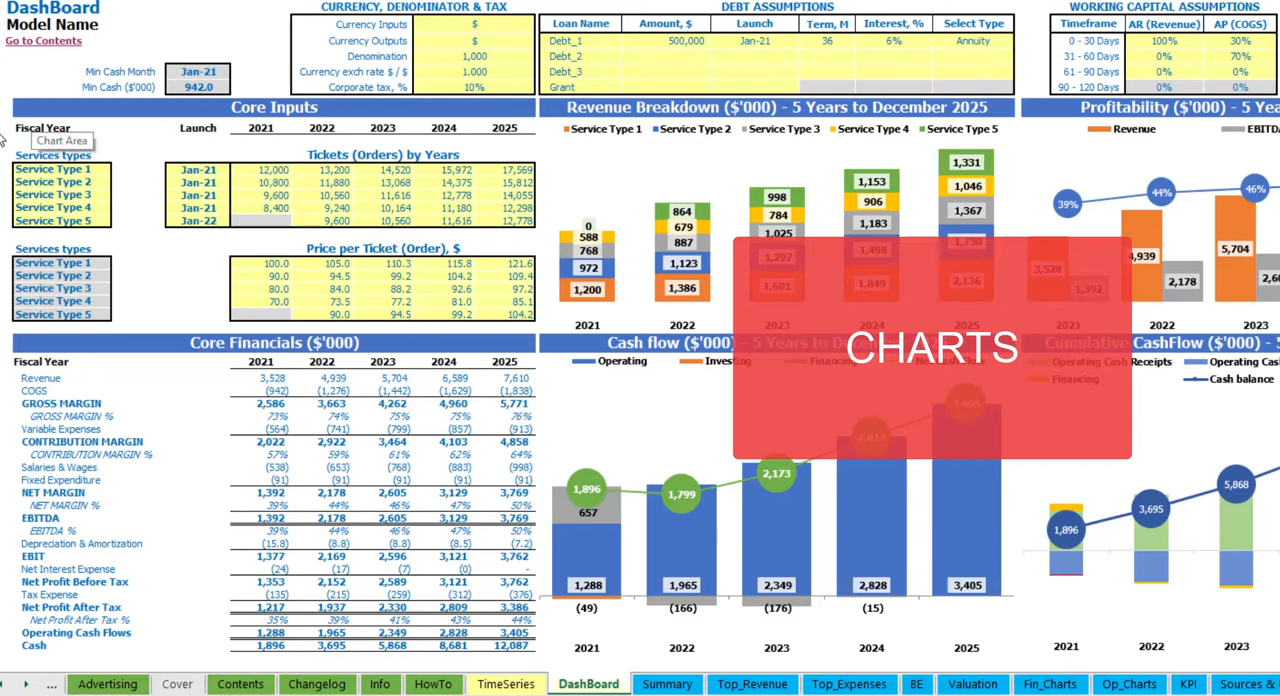 DashBoard
Model Name
Go to Contents
Min Cash Month Jan-21
Min Cash ($'000) 942.0
CURRENCY, DENOMINATOR & TAX
Currency Inputs $
Currency Outputs $
Denomination 1,000
Currency exch rate $ / $ 1.000
Corporate tax, % 10%
DEBT ASSUMPTIONS
Loan Name Amount, $ Launch Term, M Interest, % Select Type
Debt_1 500,000 Jan-21 36 6% Annuity
Debt_2
Debt_3
Grant
WORKING CAPITAL ASSUMPTIONS
Timeframe AR (Revenue) AP (COGS)
0 - 30 Days 100% 30%
31 - 60 Days 0% 70%
61 - 90 Days 0% 0%
90 - 120 Days 0% 0%
Core Inputs
Fiscal Year Launch 2021 2022 2023 2024 2025
Chart Area
Services types Tickets (Orders) by Years
Service Type 1 Jan-21 12,000 13,200 14,520 15,972 17,569
Service Type 2 Jan-21 10,800 11,880 13,068 14,375 15,812
Service Type 3 Jan-21 9,600 10,560 11,616 12,778 14,055
Service Type 4 Jan-21 8,400 9,240 10,164 11,180 12,298
Service Type 5 Jan-22 9,600 10,560 11,616 12,778
Services types Price per Ticket (Order), $
Service Type 1 100.0 105.0 110.3 115.8 121.6
Service Type 2 90.0 94.5 99.2 104.2 109.4
Service Type 3 80.0 84.0 88.2 92.6 97.2
Service Type 4 70.0 73.5 77.2 81.0 85.1
Service Type 5 90.0 94.5 99.2 104.2
Revenue Breakdown ($'000) - 5 Years to December 2025
Service Type 1 Service Type 2 Service Type 3 Service Type 4 Service Type 5
0 588 768 972 1,200
864 679 887 1,123 1,386
998 784 1,025 1,297 1,601
1,153 906 1,183 1,498 1,849
1,331 1,046 1,367 1,730 2,136
2021 2022 2023 2024 2025
Profitability ($'000) - 5 Yea
Revenue EBITD
39% 44% 46%
3,528 4,939 5,704
1,392 2,178 2,60
2021 2022 2023
CHARTS
Core Financials ($'000)
Fiscal Year 2021 2022 2023 2024 2025
Revenue 3,528 4,939 5,704 6,589 7,610
COGS (942) (1,276) (1,442) (1,629) (1,838)
GROSS MARGIN 2,586 3,663 4,262 4,960 5,771
GROSS MARGIN % 73% 74% 75% 75% 76%
Variable Expenses (564) (741) (799) (857) (913)
CONTRIBUTION MARGIN 2,022 2,922 3,464 4,103 4,858
CONTRIBUTION MARGIN % 57% 59% 61% 62% 64%
Salaries & Wages (538) (653) (768) (883) (998)
Fixed Expenditure (91) (91) (91) (91) (91)
NET MARGIN 1,392 2,178 2,605 3,129 3,769
NET MARGIN % 39% 44% 46% 47% 50%
EBITDA 1,392 2,178 2,605 3,129 3,769
EBITDA % 39% 44% 46% 47% 50%
Depreciation & Amortization (15.8) (8.8) (8.8) (8.5) (7.2)
EBIT 1,377 2,169 2,596 3,121 3,762
Net Interest Expense (24) (17) (7) (0) -
Net Profit Before Tax 1,353 2,152 2,589 3,121 3,762
Tax Expense (135) (215) (259) (312) (376)
Net Profit After Tax 1,217 1,937 2,330 2,809 3,386
Net Profit After Tax % 35% 39% 41% 43% 44%
Operating Cash Flows 1,288 1,965 2,349 2,828 3,405
Cash 1,896 3,695 5,868 8,681 12,087
Cash flow ($'000) - 5 Years to
Operating Investing Financing
1,896 1,799 2,173 2,813
657
1,288 1,965 2,349 2,828 3,405
(49) (166) (176) (15)
2021 2022 2023 2024 2025
Cumulative CashFlow ($'000) - 5
Operating Cash Receipts Operating Cas
Financing Cash balance
1,896 3,695 5,868
2021 2022 2023
... Advertising Cover Contents Changelog Info HowTo TimeSeries DashBoard Summary Top_Revenue Top_Expenses BE Valuation Fin_Charts Op_Charts KPI Sources &